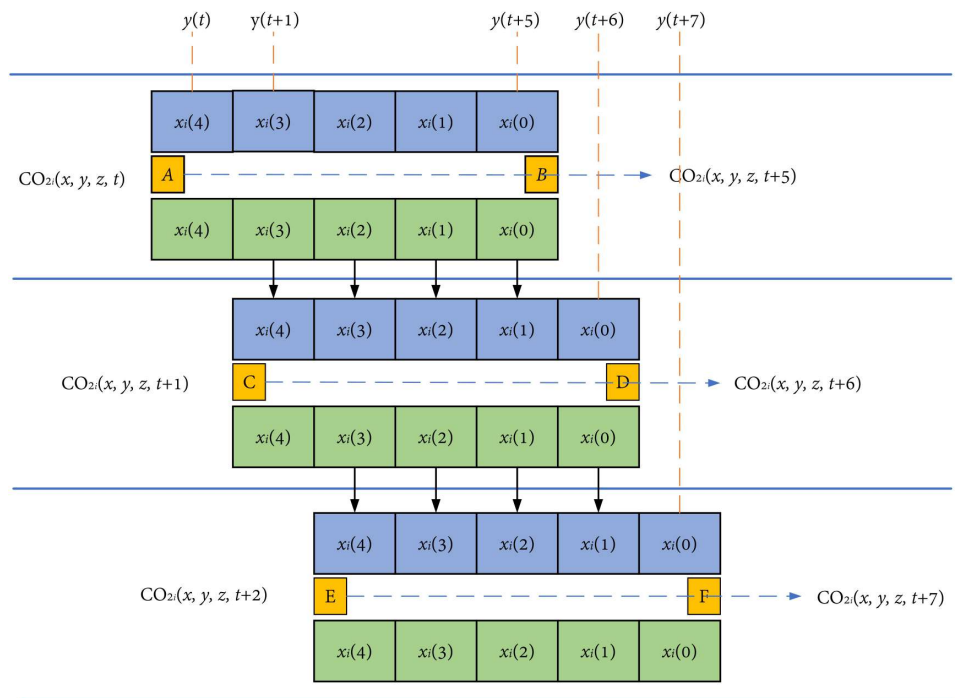 y(t) y(t+1) y(t+5) y(t+6) y(t+7)
xi(4) xi(3) xi(2) xi(1) xi(0)
CO2i(x, y, z, t) A B CO2i(x, y, z, t+5)
xi(4) xi(3) xi(2) xi(1) xi(0)
xi(4) xi(3) xi(2) xi(1) xi(0)
CO2i(x, y, z, t+1) C D CO2i(x, y, z, t+6)
xi(4) xi(3) xi(2) xi(1) xi(0)
xi(4) xi(3) xi(2) xi(1) xi(0)
CO2i(x, y, z, t+2) E F CO2i(x, y, z, t+7)
xi(4) xi(3) xi(2) xi(1) xi(0)